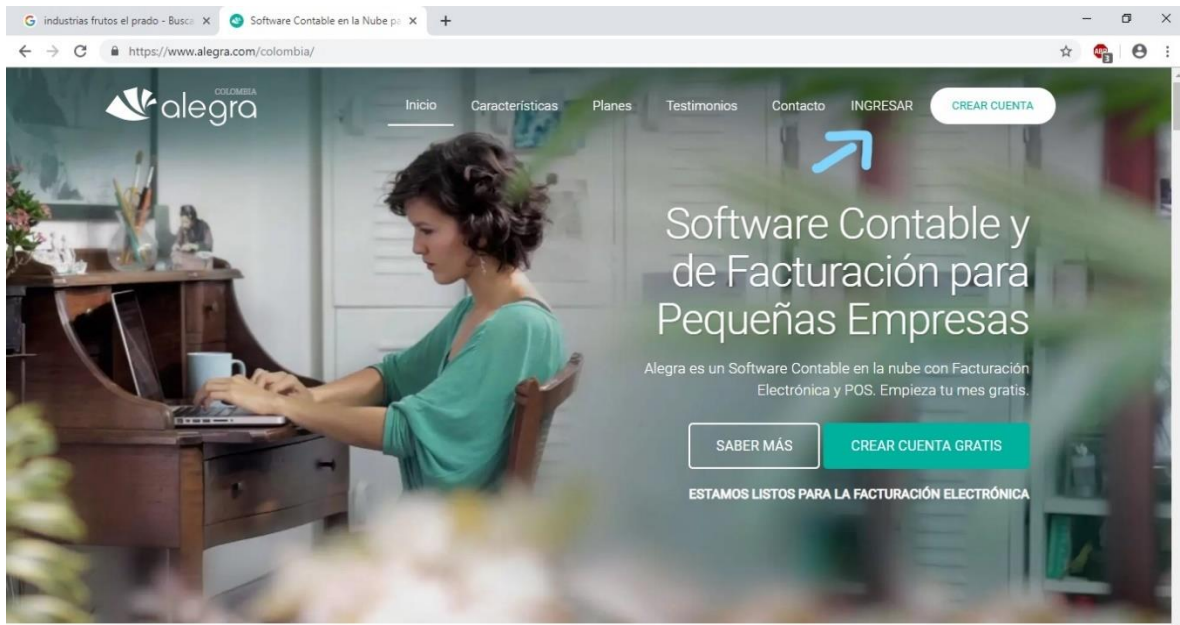 industrias frutos el prado - Busca
Software Contable en la Nube pa
https://www.alegra.com/colombia/
ABP
3
COLOMBIA
alegra
Inicio Características Planes Testimonios Contacto INGRESAR CREAR CUENTA
Software Contable y
de Facturación para
Pequeñas Empresas
Alegra es un Software Contable en la nube con Facturación
Electrónica y POS. Empieza tu mes gratis.
SABER MÁS CREAR CUENTA GRATIS
ESTAMOS LISTOS PARA LA FACTURACIÓN ELECTRÓNICA